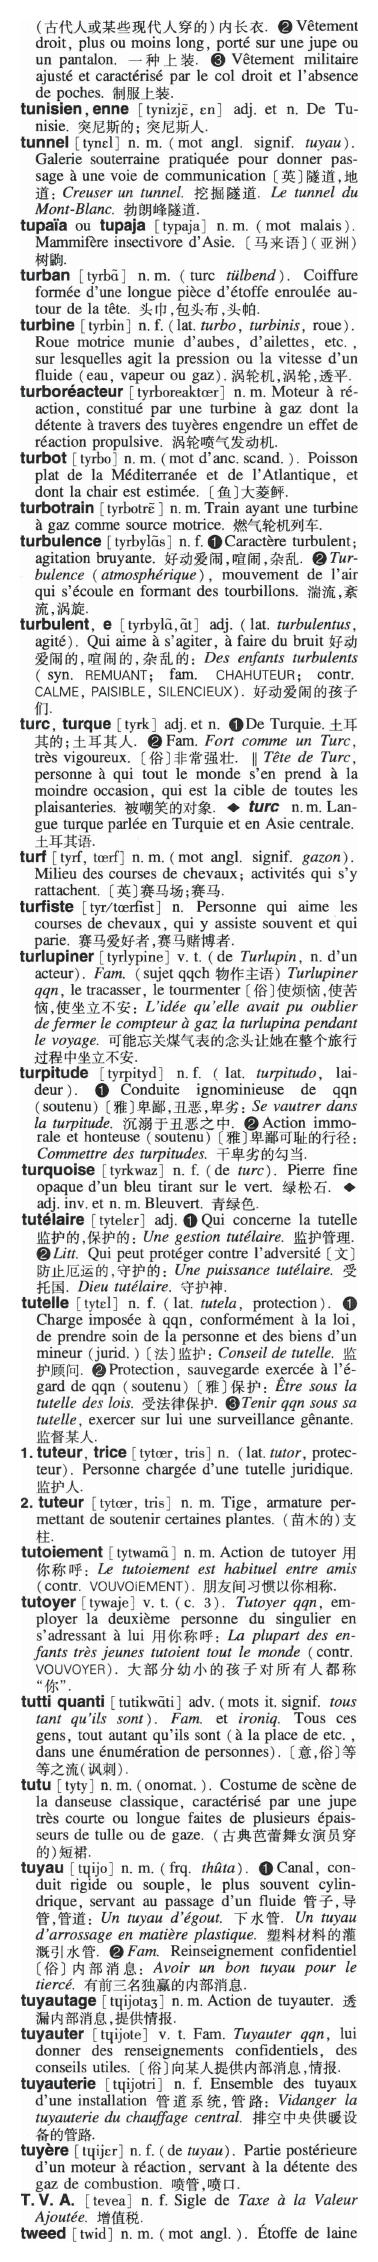 (古代人或某些现代人穿的)内长衣. ❷ Vêtement
droit, plus ou moins long, porté sur une jupe ou
un pantalon. 一种上装. ❸ Vêtement militaire
ajusté et caractérisé par le col droit et l'absence
de poches. 制服上装.
tunisien, enne [tynizjɛ̃, ɛn] adj. et n. De Tu-
nisie. 突尼斯的; 突尼斯人.
tunnel [tynɛl] n. m. (mot angl. signif. tuyau).
Galerie souterraine pratiquée pour donner pas-
sage à une voie de communication〔英〕隧道,地
道: Creuser un tunnel. 挖掘隧道. Le tunnel du
Mont-Blanc. 勃朗峰隧道.
tupaïa ou tupaja [typaja] n. m. (mot malais).
Mammifère insectivore d'Asie.〔马来语〕(亚洲)
树鼩.
turban [tyrbɑ̃] n. m. (turc tülbend). Coiffure
formée d'une longue pièce d'étoffe enroulée au-
tour de la tête. 头巾,包头布,头帕.
turbine [tyrbin] n. f. (lat. turbo, turbinis, roue).
Roue motrice munie d'aubes, d'ailettes, etc.,
sur lesquelles agit la pression ou la vitesse d'un
fluide (eau, vapeur ou gaz). 涡轮机,涡轮,透平.
turboréacteur [tyrboreaktœr] n. m. Moteur à ré-
action, constitué par une turbine à gaz dont la
détente à travers des tuyères engendre un effet de
réaction propulsive. 涡轮喷气发动机.
turbot [tyrbo] n. m. (mot d'anc. scand.). Poisson
plat de la Méditerranée et de l'Atlantique, et
dont la chair est estimée.〔鱼〕大菱鲆.
turbotrain [tyrbotrɛ̃] n. m. Train ayant une turbine
à gaz comme source motrice. 燃气轮机列车.
turbulence [tyrbylɑ̃s] n. f. ❶ Caractère turbulent;
agitation bruyante. 好动爱闹,喧闹,杂乱. ❷ Tur-
bulence (atmosphérique), mouvement de l'air
qui s'écoule en formant des tourbillons. 湍流,紊
流,涡旋.
turbulent, e [tyrbylɑ̃, ɑ̃t] adj. (lat. turbulentus,
agité). Qui aime à s'agiter, à faire du bruit 好动
爱闹的,喧闹的,杂乱的: Des enfants turbulents
(syn. REMUANT; fam. CHAHUTEUR; contr.
CALME, PAISIBLE, SILENCIEUX). 好动爱闹的孩子
们.
turc, turque [tyrk] adj. et n. ❶ De Turquie. 土耳
其的;土耳其人. ❷ Fam. Fort comme un Turc,
très vigoureux.〔俗〕非常强壮. ‖ Tête de Turc,
personne à qui tout le monde s'en prend à la
moindre occasion, qui est la cible de toutes les
plaisanteries. 被嘲笑的对象. ◆ turc n. m. Lan-
gue turque parlée en Turquie et en Asie centrale.
土耳其语.
turf [tyrf, tœrf] n. m. (mot angl. signif. gazon).
Milieu des courses de chevaux; activités qui s'y
rattachent.〔英〕赛马场;赛马.
turfiste [tyr/tœrfist] n. Personne qui aime les
courses de chevaux, qui y assiste souvent et qui
parie. 赛马爱好者,赛马赌博者.
turlupiner [tyrlypine] v. t. (de Turlupin, n. d'un
acteur). Fam. (sujet qqch 物作主语) Turlupiner
qqn, le tracasser, le tourmenter〔俗〕使烦恼,使苦
恼,使坐立不安: L'idée qu'elle avait pu oublier
de fermer le compteur à gaz la turlupina pendant
le voyage. 可能忘关煤气表的念头让她在整个旅行
过程中坐立不安.
turpitude [tyrpityd] n. f. (lat. turpitudo, lai-
deur). ❶ Conduite ignominieuse de qqn
(soutenu)〔雅〕卑鄙,丑恶,卑劣: Se vautrer dans
la turpitude. 沉溺于丑恶之中. ❷ Action immo-
rale et honteuse (soutenu)〔雅〕卑鄙可耻的行径:
Commettre des turpitudes. 干卑劣的勾当.
turquoise [tyrkwaz] n. f. (de turc). Pierre fine
opaque d'un bleu tirant sur le vert. 绿松石. ◆
adj. inv. et n. m. Bleuvert. 青绿色.
tutélaire [tytelɛr] adj. ❶ Qui concerne la tutelle
监护的,保护的: Une gestion tutélaire. 监护管理.
❷ Litt. Qui peut protéger contre l'adversité〔文〕
防止厄运的,守护的: Une puissance tutélaire. 受
托国. Dieu tutélaire. 守护神.
tutelle [tytɛl] n. f. (lat. tutela, protection). ❶
Charge imposée à qqn, conformément à la loi,
de prendre soin de la personne et des biens d'un
mineur (jurid.)〔法〕监护: Conseil de tutelle. 监
护顾问. ❷ Protection, sauvegarde exercée à l'é-
gard de qqn (soutenu)〔雅〕保护: Être sous la
tutelle des lois. 受法律保护. ❸ Tenir qqn sous sa
tutelle, exercer sur lui une surveillance gênante.
监督某人.
1. tuteur, trice [tytœr, tris] n. (lat. tutor, protec-
teur). Personne chargée d'une tutelle juridique.
监护人.
2. tuteur [tytœr, tris] n. m. Tige, armature per-
mettant de soutenir certaines plantes. (苗木的)支
柱.
tutoiement [tytwamɑ̃] n. m. Action de tutoyer 用
你称呼: Le tutoiement est habituel entre amis
(contr. VOUVOiEMENT). 朋友间习惯以你相称.
tutoyer [tywaje] v. t. (c. 3). Tutoyer qqn, em-
ployer la deuxième personne du singulier en
s'adressant à lui 用你称呼: La plupart des en-
fants très jeunes tutoient tout le monde (contr.
VOUVOYER). 大部分幼小的孩子对所有人都称
“你”.
tutti quanti [tutikwɑ̃ti] adv. (mots it. signif. tous
tant qu'ils sont). Fam. et ironiq. Tous ces
gens, tout autant qu'ils sont (à la place de etc.,
dans une énumération de personnes).〔意,俗〕等
等之流(讽刺).
tutu [tyty] n. m. (onomat.). Costume de scène de
la danseuse classique, caractérisé par une jupe
très courte ou longue faites de plusieurs épais-
seurs de tulle ou de gaze. (古典芭蕾舞女演员穿
的)短裙.
tuyau [tɥijo] n. m. (frq. thûta). ❶ Canal, con-
duit rigide ou souple, le plus souvent cylin-
drique, servant au passage d'un fluide 管子,导
管,管道: Un tuyau d'égout. 下水管. Un tuyau
d'arrossage en matière plastique. 塑料材料的灌
溉引水管. ❷ Fam. Reinseignement confidentiel
〔俗〕内部消息: Avoir un bon tuyau pour le
tiercé. 有前三名独赢的内部消息.
tuyautage [tɥijotaʒ] n. m. Action de tuyauter. 透
漏内部消息,提供情报.
tuyauter [tɥijote] v. t. Fam. Tuyauter qqn, lui
donner des renseignements confidentiels, des
conseils utiles.〔俗〕向某人提供内部消息,情报.
tuyauterie [tɥijotri] n. f. Ensemble des tuyaux
d'une installation 管道系统,管路: Vidanger la
tuyauterie du chauffage central. 排空中央供暖设
备的管路.
tuyère [tɥijɛr] n. f. (de tuyau). Partie postérieure
d'un moteur à réaction, servant à la détente des
gaz de combustion. 喷管,喷口.
T. V. A. [tevea] n. f. Sigle de Taxe à la Valeur
Ajoutée. 增值税.
tweed [twid] n. m. (mot angl.). Étoffe de laine